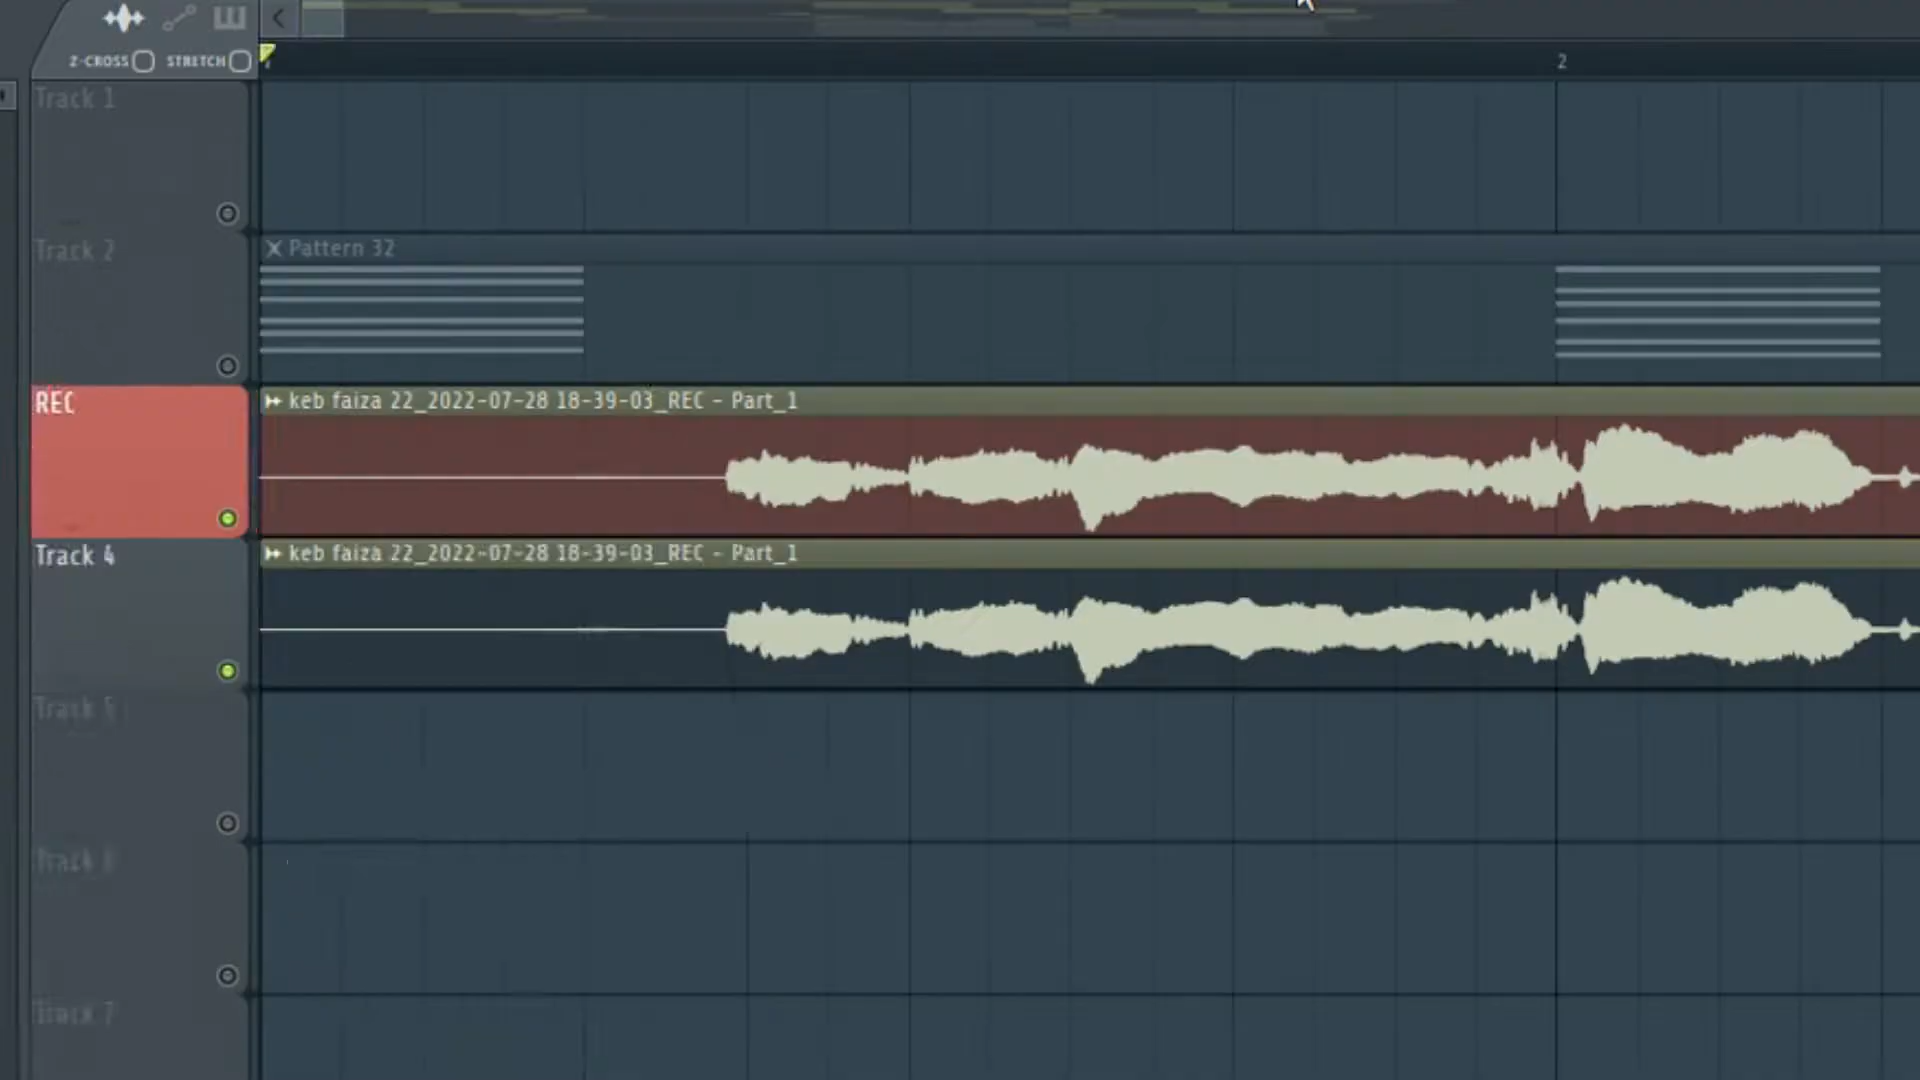 Z-CROSS STRETCH
2
Track 1
Track 2
Pattern 32
REC
keb faiza 22_2022-07-28 18-39-03_REC - Part_1
Track 4
keb faiza 22_2022-07-28 18-39-03_REC - Part_1
Track 5
Track 6
Track 7